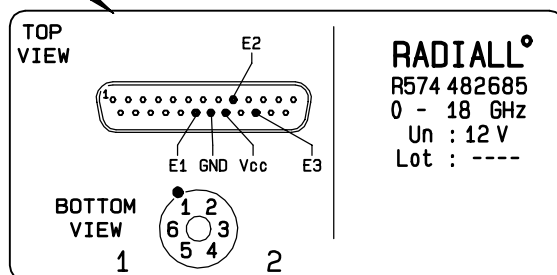 TOP
VIEW
E2
1
E1 GND Vcc E3
BOTTOM
VIEW
1 2
6 3
5 4
1 2
RADIALL°
R574 482685
0 - 18 GHz
Un : 12 V
Lot : ----